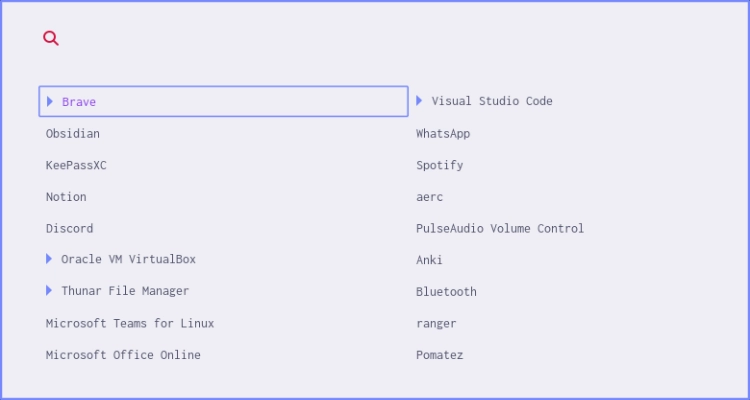 Brave
Obsidian
KeePassXC
Notion
Discord
Oracle VM VirtualBox
Thunar File Manager
Microsoft Teams for Linux
Microsoft Office Online
Visual Studio Code
WhatsApp
Spotify
aerc
PulseAudio Volume Control
Anki
Bluetooth
ranger
Pomatez